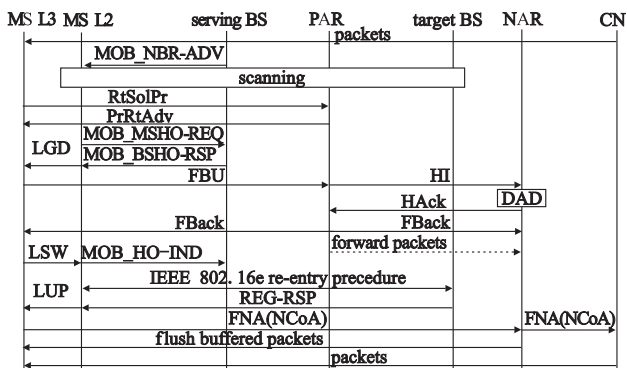 MS L3 MS L2 serving BS PAR target BS NAR CN
packets
MOB_NBR-ADV
scanning
RtSolPr
PrRtAdv
MOB_MSHO-REQ
LGD
MOB_BSHO-RSP
FBU HI
HAck DAD
FBack FBack
forward packets
LSW MOB_HO-IND
IEEE 802.16e re-entry precedure
LUP
REG-RSP
FNA(NCoA) FNA(NCoA)
flush buffered packets
packets